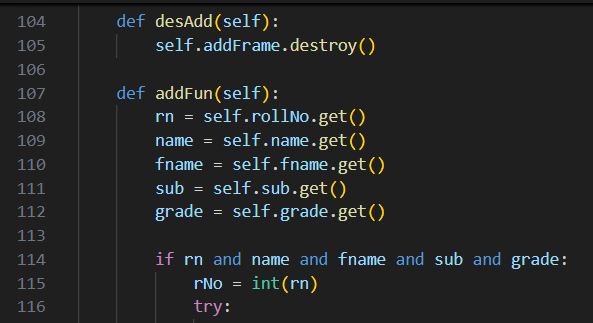 104 def desAdd(self):
105 self.addFrame.destroy()
106
107 def addFun(self):
108 rn = self.rollNo.get()
109 name = self.name.get()
110 fname = self.fname.get()
111 sub = self.sub.get()
112 grade = self.grade.get()
113
114 if rn and name and fname and sub and grade:
115 rNo = int(rn)
116 try: